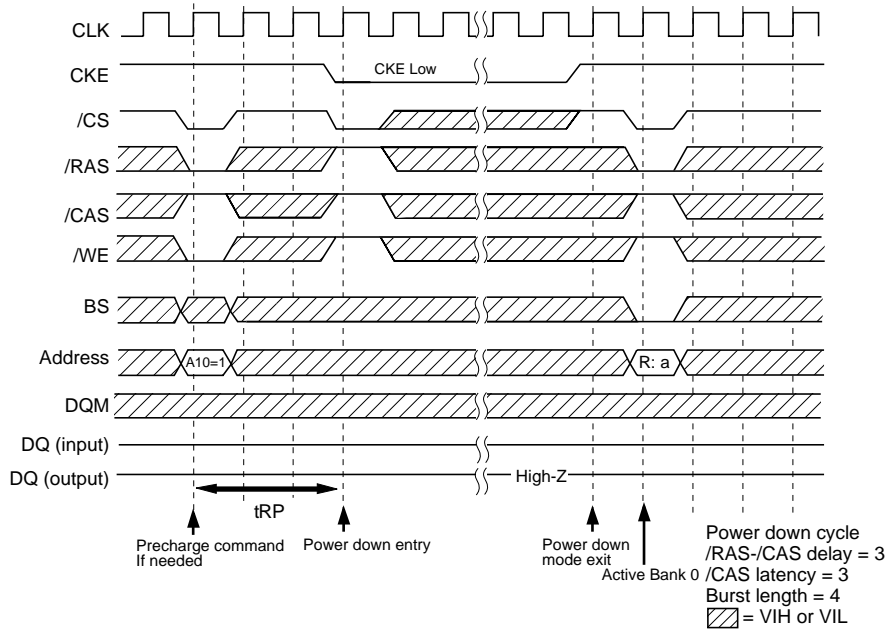 CLK
CKE
CKE Low
/CS
/RAS
/CAS
/WE
BS
Address
A10=1
R: a
DQM
DQ (input)
DQ (output)
High-Z
tRP
Precharge command
If needed
Power down entry
Power down
mode exit
Active Bank 0
Power down cycle
/RAS-/CAS delay = 3
/CAS latency = 3
Burst length = 4
= VIH or VIL